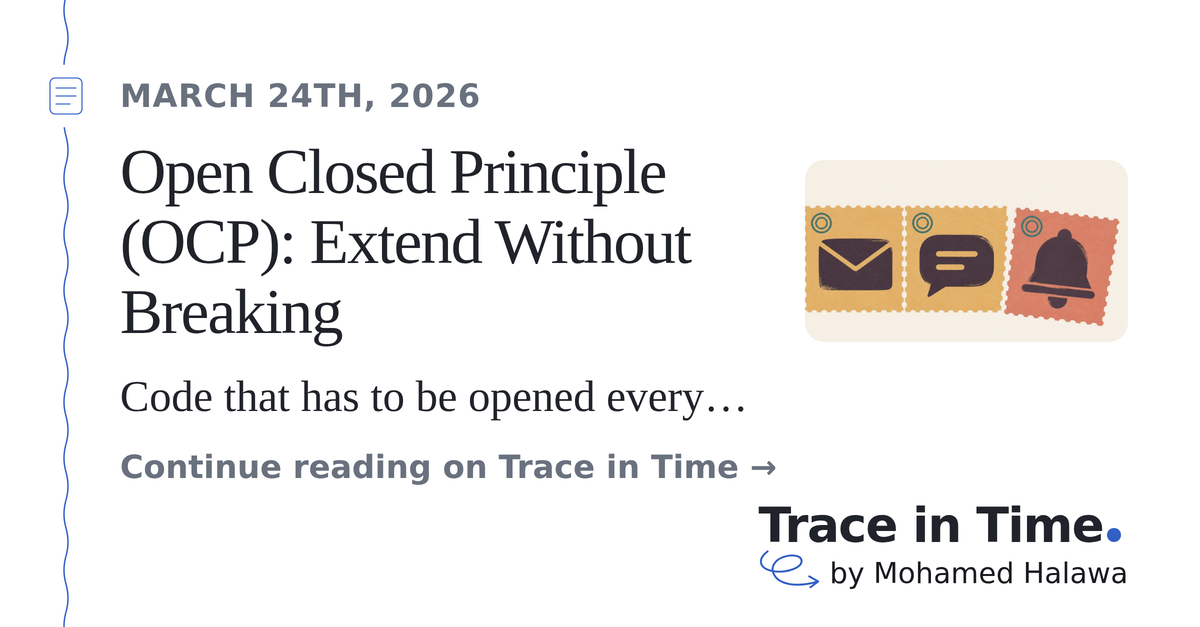 MARCH 24TH, 2026
Open Closed Principle
(OCP): Extend Without
Breaking
Code that has to be opened every…
Continue reading on Trace in Time →
Trace in Time.
by Mohamed Halawa